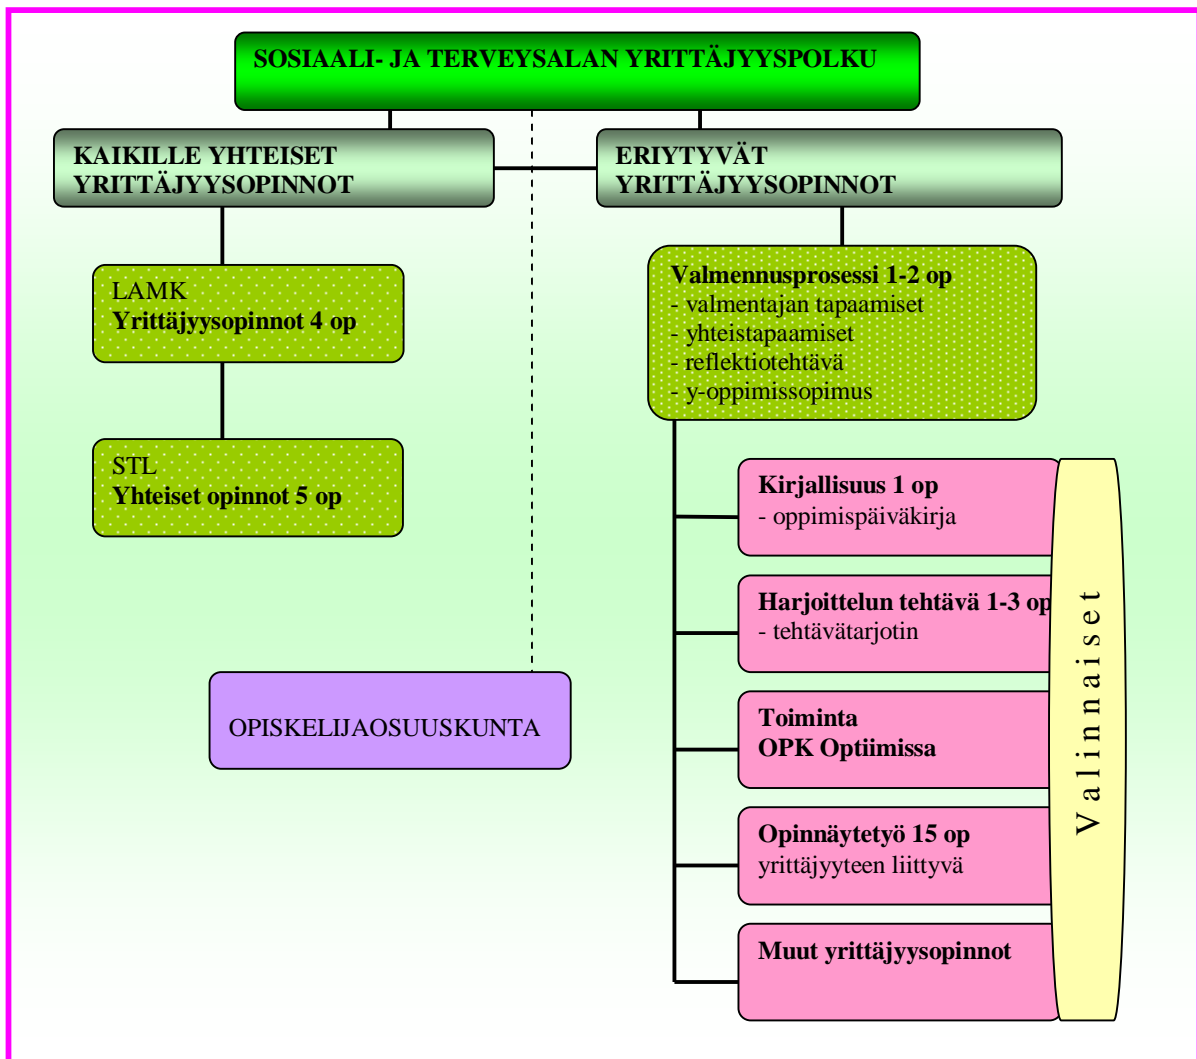 SOSIAALI- JA TERVEYSALAN YRITTÄJYYSPOLKU
KAIKILLE YHTEISET
YRITTÄJYYSOPINNOT
ERIYTYVÄT
YRITTÄJYYSOPINNOT
LAMK
Yrittäjyysopinnot 4 op
STL
Yhteiset opinnot 5 op
OPISKELIJAOSUUSKUNTA
Valmennusprosessi 1-2 op
- valmentajan tapaamiset
- yhteistapaamiset
- reflektiotehtävä
- y-oppimissopimus
Kirjallisuus 1 op
- oppimispäiväkirja
Harjoittelun tehtävä 1-3 op
- tehtävätarjotin
Toiminta
OPK Optiimissa
Opinnäytetyö 15 op
yrittäjyyteen liittyvä
Muut yrittäjyysopinnot
Valinnaiset